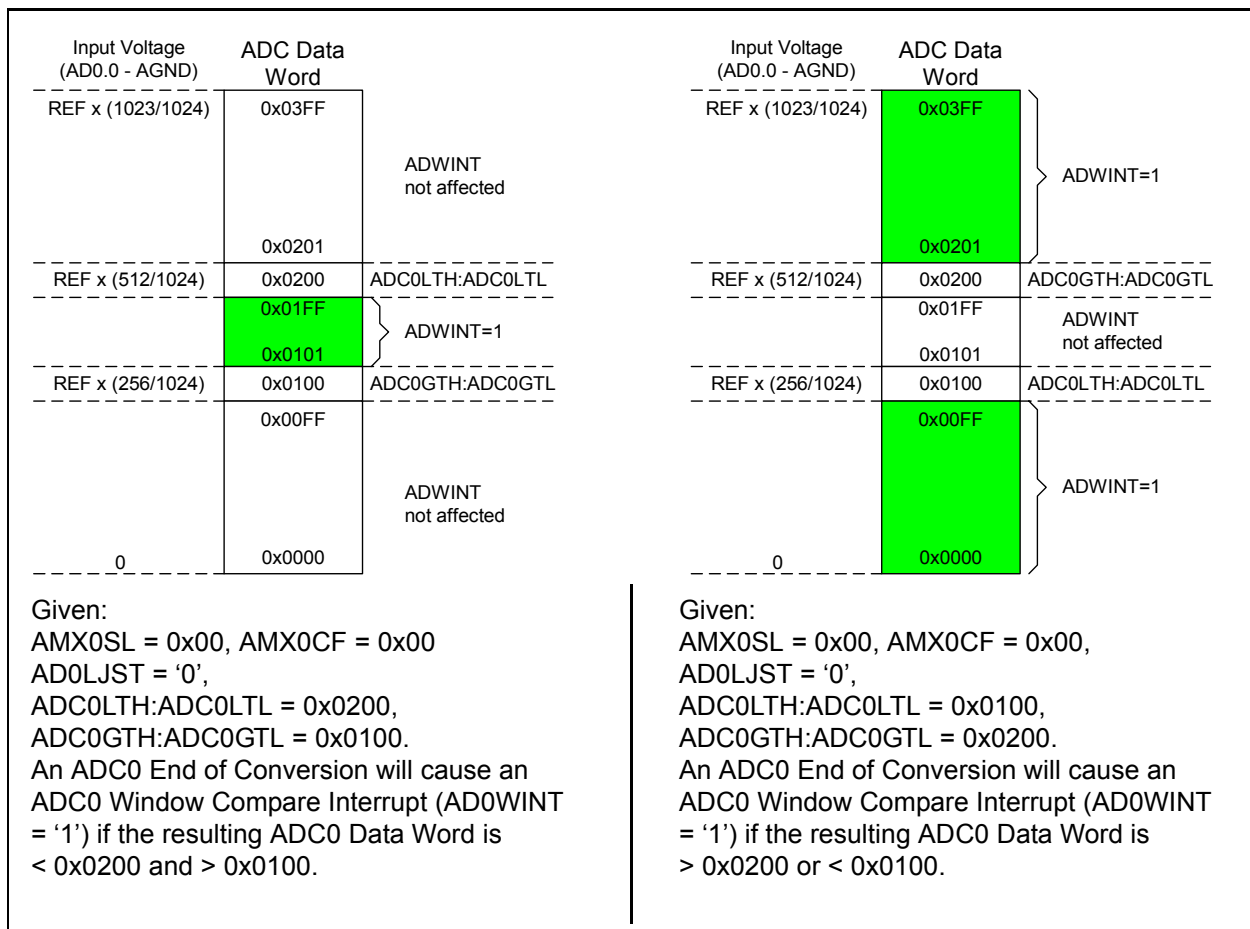 Input Voltage
(AD0.0 - AGND)
ADC Data
Word
REF x (1023/1024)
0x03FF
ADWINT
not affected
0x0201
REF x (512/1024)
0x0200
ADC0LTH:ADC0LTL
0x01FF
ADWINT=1
0x0101
REF x (256/1024)
0x0100
ADC0GTH:ADC0GTL
0x00FF
ADWINT
not affected
0
0x0000
Given:
AMX0SL = 0x00, AMX0CF = 0x00
AD0LJST = ‘0’,
ADC0LTH:ADC0LTL = 0x0200,
ADC0GTH:ADC0GTL = 0x0100.
An ADC0 End of Conversion will cause an
ADC0 Window Compare Interrupt (AD0WINT
= ‘1’) if the resulting ADC0 Data Word is
< 0x0200 and > 0x0100.
Input Voltage
(AD0.0 - AGND)
ADC Data
Word
REF x (1023/1024)
0x03FF
ADWINT=1
0x0201
REF x (512/1024)
0x0200
ADC0GTH:ADC0GTL
0x01FF
ADWINT
not affected
0x0101
REF x (256/1024)
0x0100
ADC0LTH:ADC0LTL
0x00FF
ADWINT=1
0
0x0000
Given:
AMX0SL = 0x00, AMX0CF = 0x00,
AD0LJST = ‘0’,
ADC0LTH:ADC0LTL = 0x0100,
ADC0GTH:ADC0GTL = 0x0200.
An ADC0 End of Conversion will cause an
ADC0 Window Compare Interrupt (AD0WINT
= ‘1’) if the resulting ADC0 Data Word is
> 0x0200 or < 0x0100.